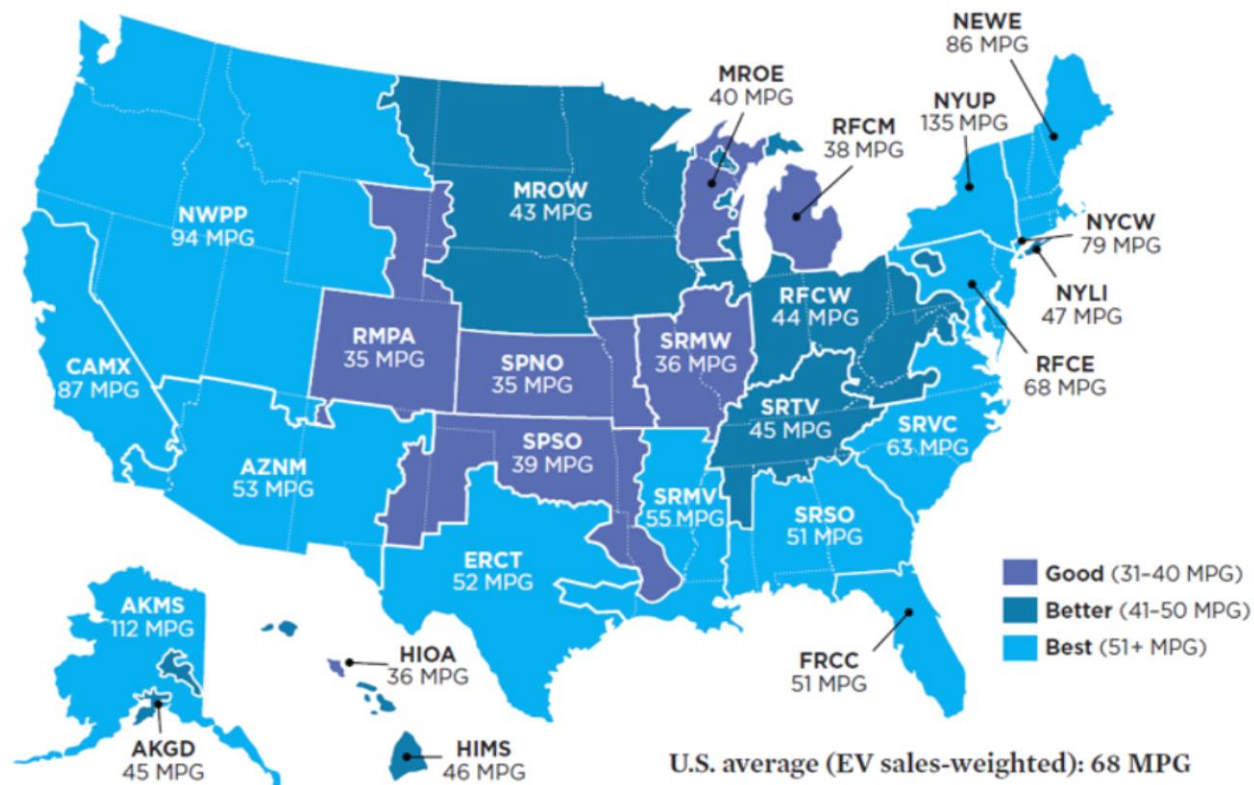 NEWE
86 MPG
MROE
40 MPG
NYUP
135 MPG
RFCM
38 MPG
MROW
43 MPG
NWPP
94 MPG
NYCW
79 MPG
NYLI
47 MPG
RFCW
44 MPG
RMPA
35 MPG
SRMW
36 MPG
SPNO
35 MPG
CAMX
87 MPG
RFCE
68 MPG
SRTV
45 MPG
SRVC
63 MPG
SPSO
39 MPG
AZNM
53 MPG
SRMV
55 MPG
SRSO
51 MPG
ERCT
52 MPG
Good (31–40 MPG)
Better (41–50 MPG)
Best (51+ MPG)
AKMS
112 MPG
HIOA
36 MPG
FRCC
51 MPG
AKGD
45 MPG
HIMS
46 MPG
U.S. average (EV sales-weighted): 68 MPG